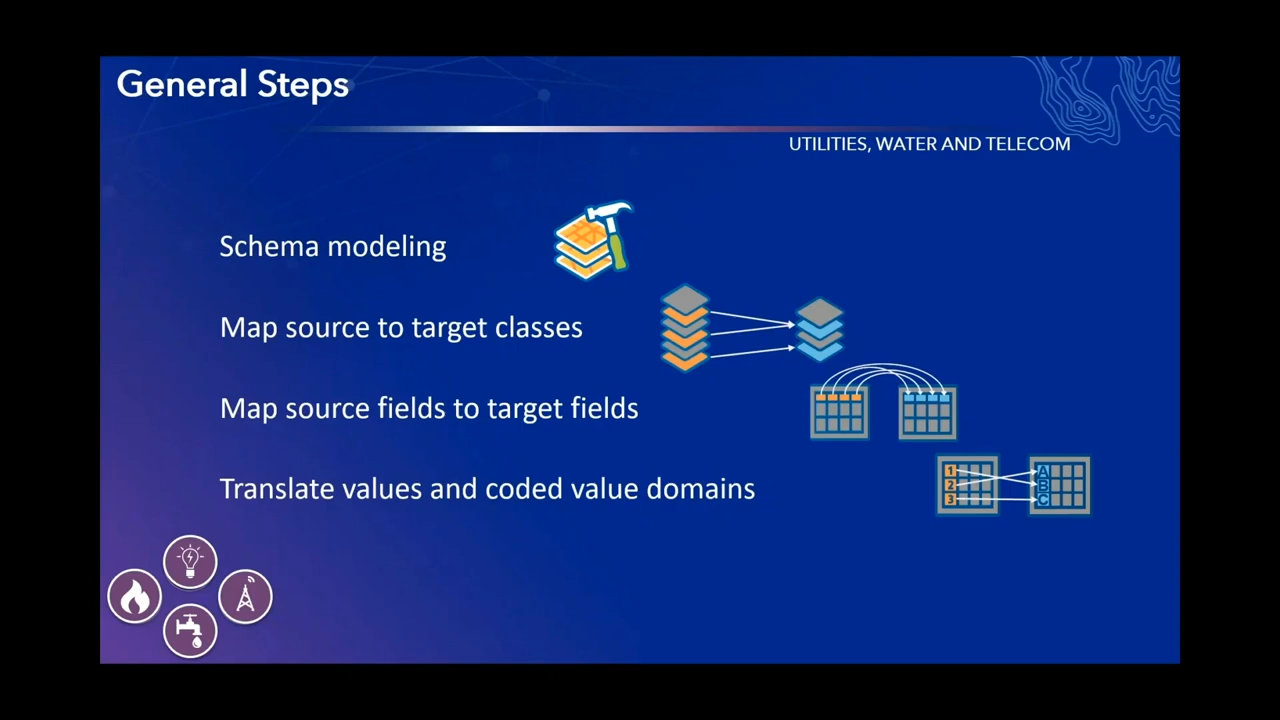 General Steps
UTILITIES, WATER AND TELECOM
Schema modeling
Map source to target classes
Map source fields to target fields
Translate values and coded value domains
1 A
2 B
3 C